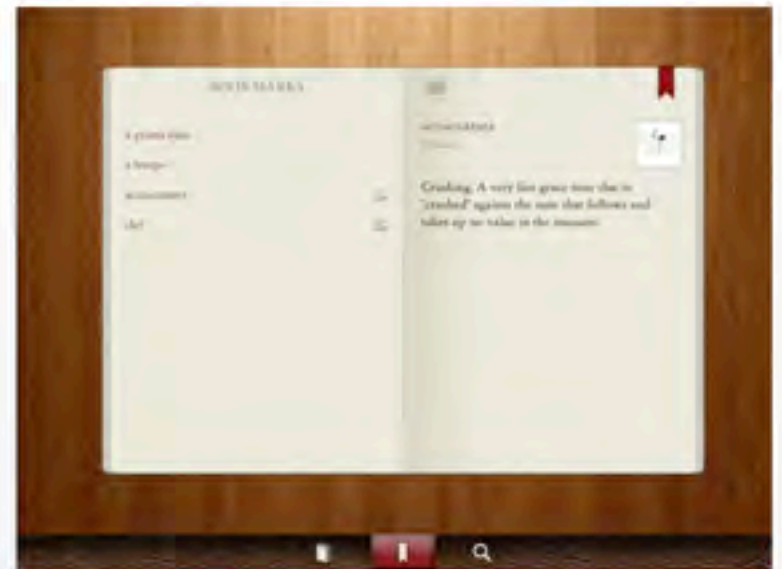 BOOKMARKS
a prima vista
acciaccatura
clef
ACCIACCATURA
Crushing. A very fast grace note that is
"crushed" against the note that follows and
takes up no value in the measure.